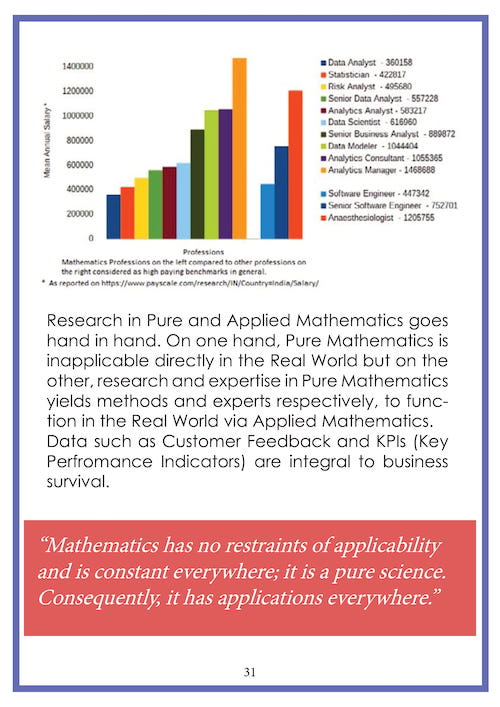 1400000
1200000
1000000
800000
600000
400000
200000
0
Mean Annual Salary*
Data Analyst - 360158
Statistician - 422817
Risk Analyst - 495680
Senior Data Analyst - 557228
Analytics Analyst - 583217
Data Scientist - 616960
Senior Business Analyst - 889872
Data Modeler - 1044404
Analytics Consultant - 1055365
Analytics Manager - 1468688
Software Engineer - 447342
Senior Software Engineer - 752701
Anaesthesiologist - 1205755
Professions
Mathematics Professions on the left compared to other professions on
the right considered as high paying benchmarks in general.
* As reported on https://www.payscale.com/research/IN/Country=India/Salary/
Research in Pure and Applied Mathematics goes
hand in hand. On one hand, Pure Mathematics is
inapplicable directly in the Real World but on the
other, research and expertise in Pure Mathematics
yields methods and experts respectively, to func-
tion in the Real World via Applied Mathematics.
Data such as Customer Feedback and KPIs (Key
Perfromance Indicators) are integral to business
survival.
“Mathematics has no restraints of applicability
and is constant everywhere; it is a pure science.
Consequently, it has applications everywhere.”
31